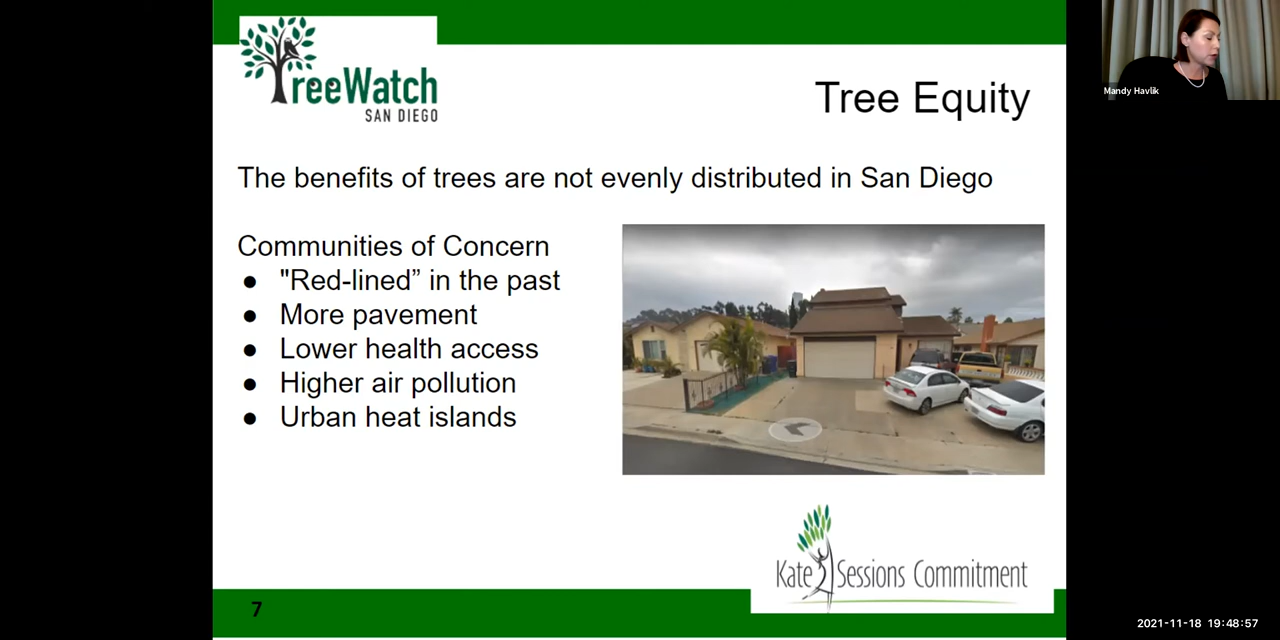 TreeWatch
SAN DIEGO
Tree Equity
Mandy Havlik
The benefits of trees are not evenly distributed in San Diego
Communities of Concern
● "Red-lined” in the past
● More pavement
● Lower health access
● Higher air pollution
● Urban heat islands
Kate Sessions Commitment
7
2021-11-18 19:48:57